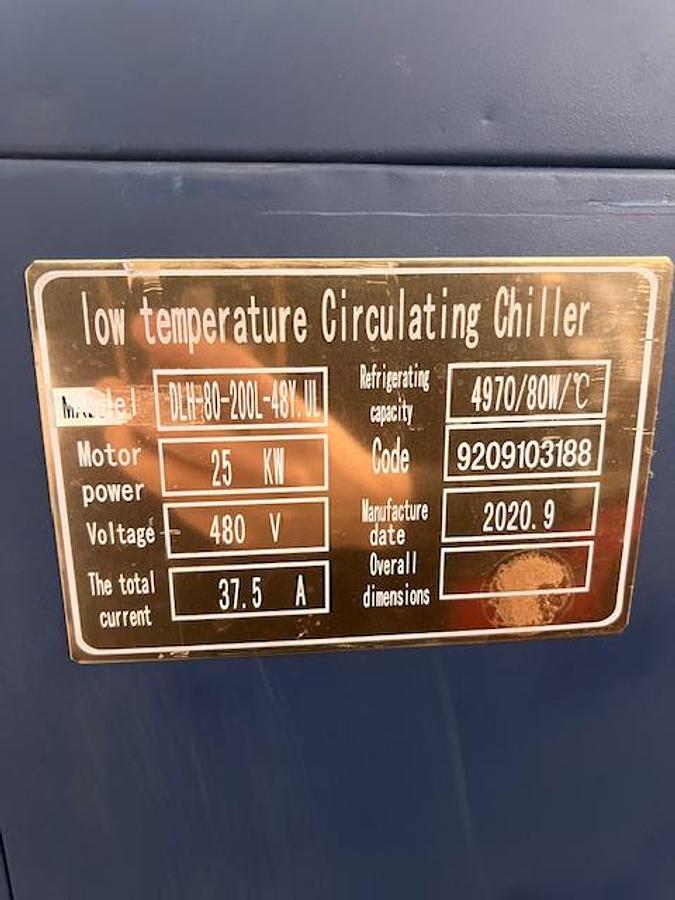 low temperature Circulating Chiller
Model DLH-80-200L-48Y.UL
Refrigerating capacity 4970/80W/℃
Motor power 25 KW
Code 9209103188
Voltage 480 V
Manufacture date 2020.9
The total current 37.5 A
Overall dimensions